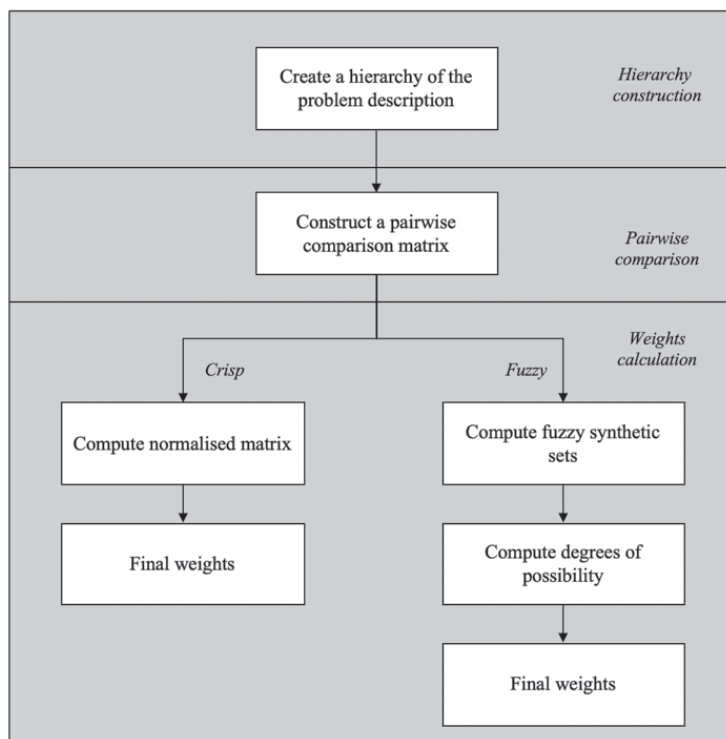 Create a hierarchy of the
problem description
Hierarchy
construction
Construct a pairwise
comparison matrix
Pairwise
comparison
Weights
calculation
Crisp
Fuzzy
Compute normalised matrix
Compute fuzzy synthetic
sets
Final weights
Compute degrees of
possibility
Final weights